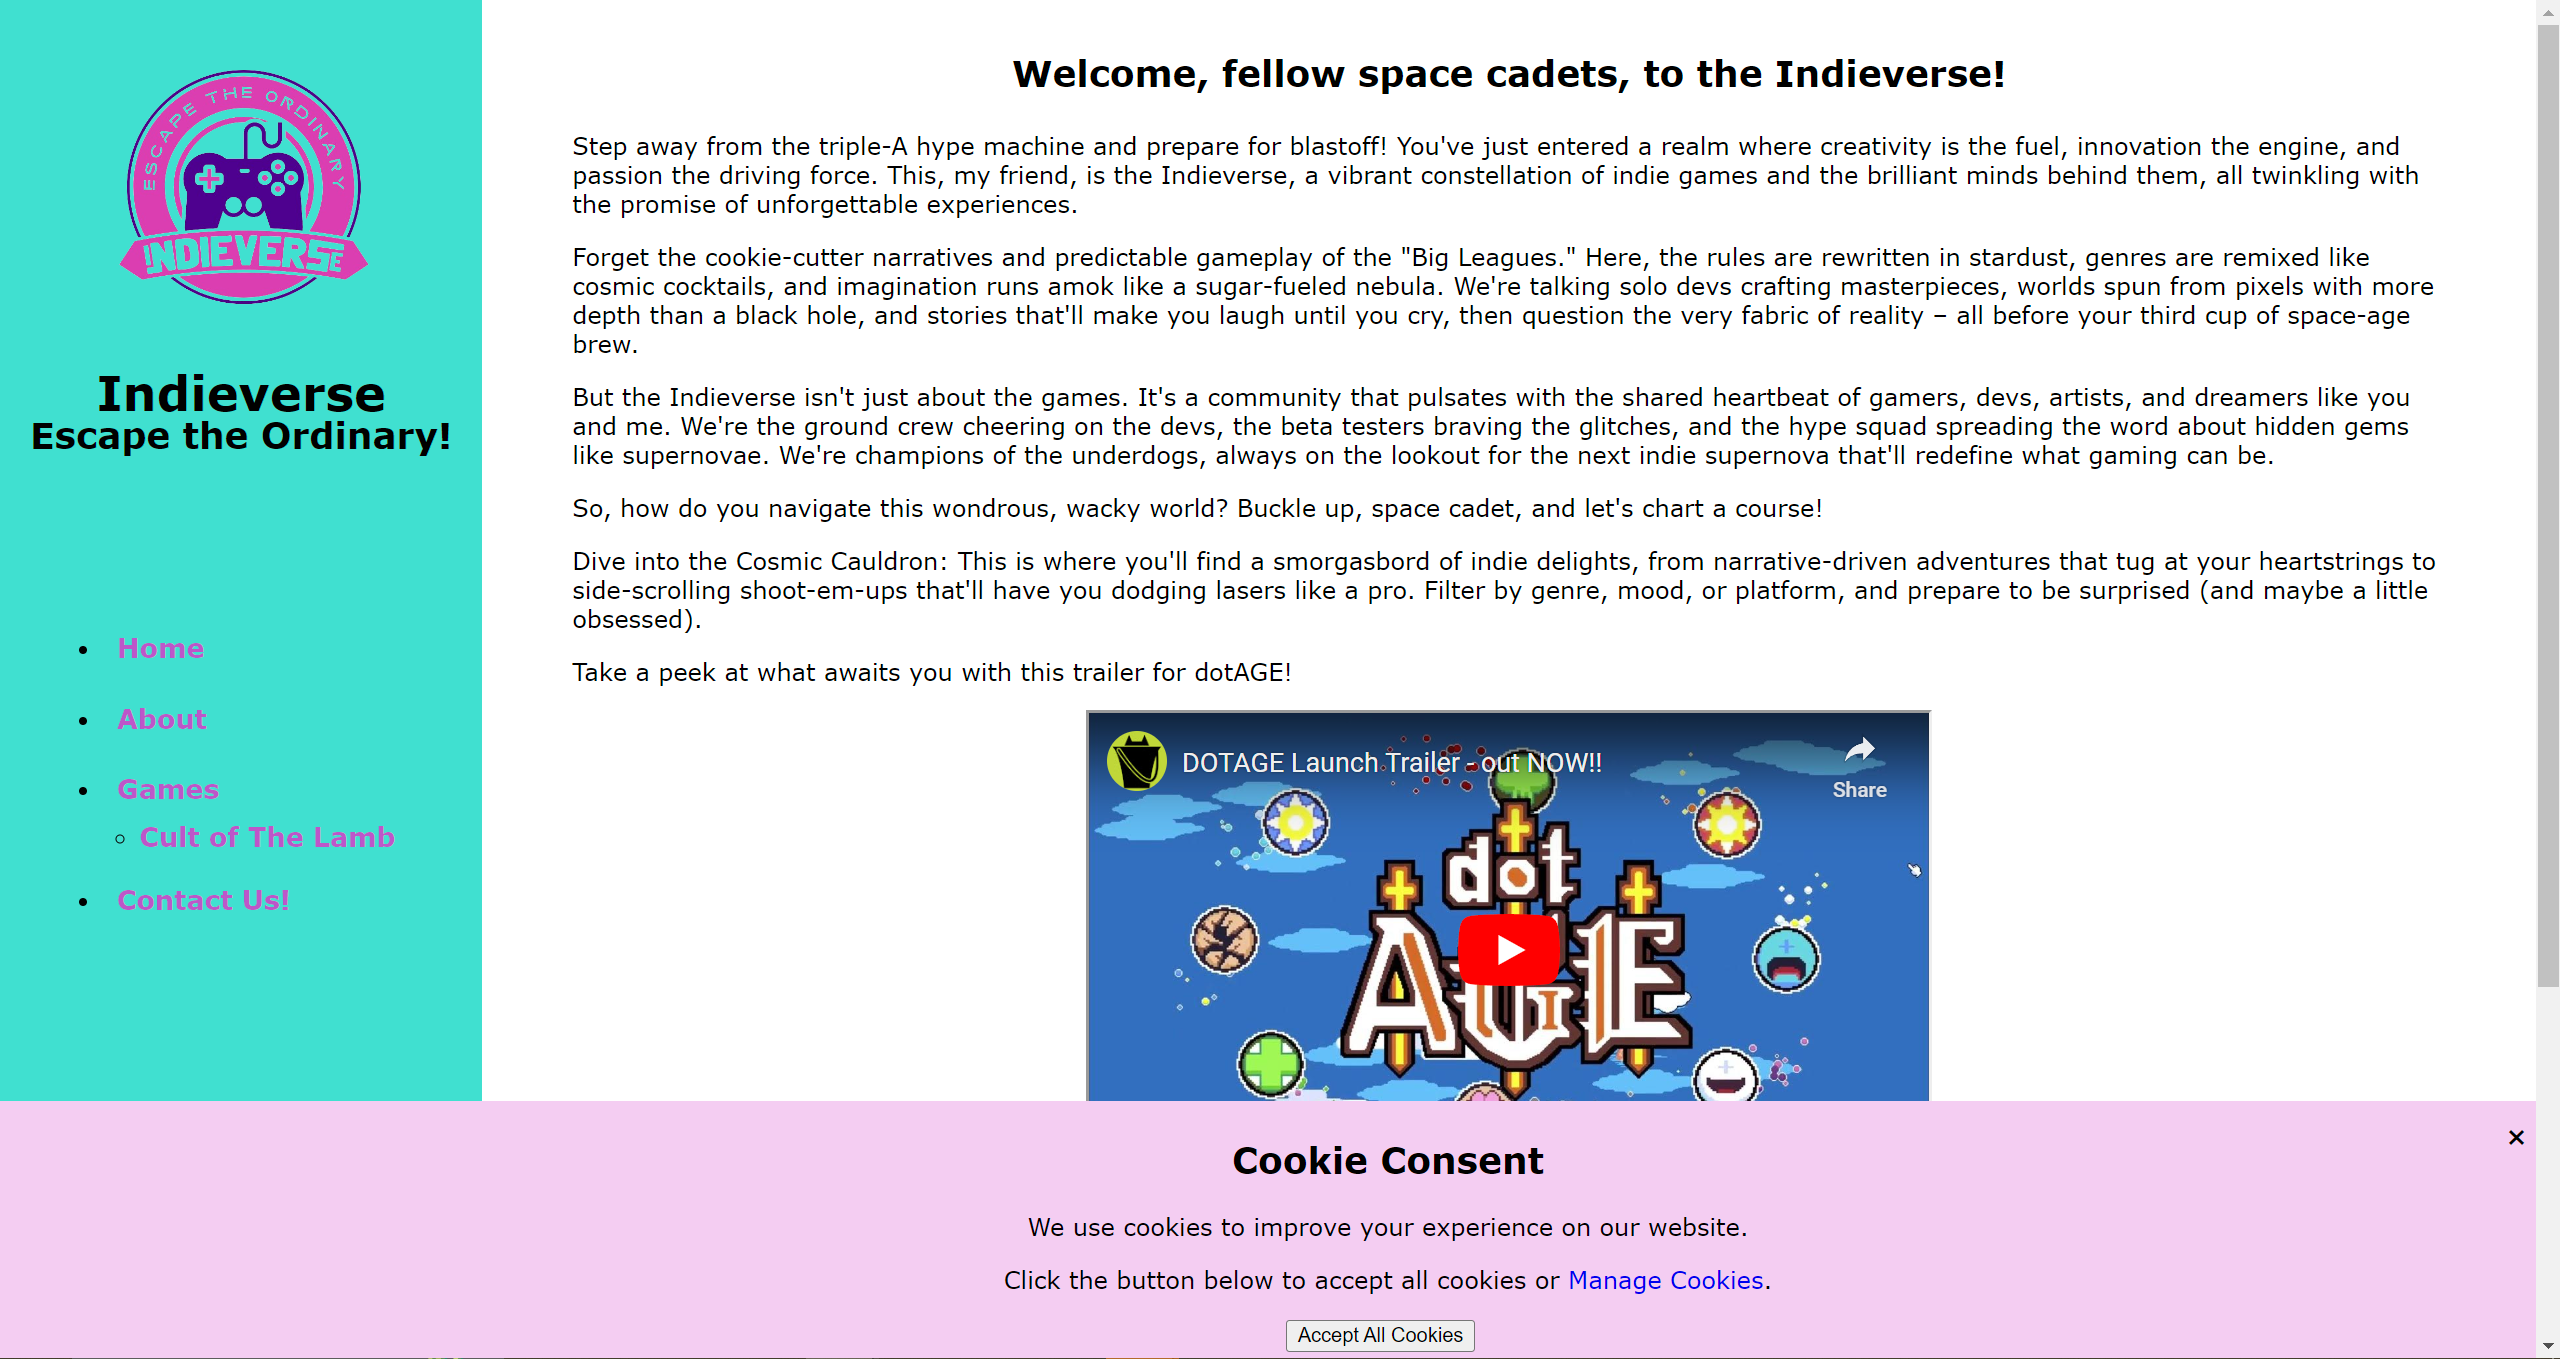 ESCAPE THE ORDINARY
INDIEVERSE
Indieverse
Escape the Ordinary!
Home
About
Games
Cult of The Lamb
Contact Us!
Welcome, fellow space cadets, to the Indieverse!
Step away from the triple-A hype machine and prepare for blastoff! You've just entered a realm where creativity is the fuel, innovation the engine, and
passion the driving force. This, my friend, is the Indieverse, a vibrant constellation of indie games and the brilliant minds behind them, all twinkling with
the promise of unforgettable experiences.
Forget the cookie-cutter narratives and predictable gameplay of the "Big Leagues." Here, the rules are rewritten in stardust, genres are remixed like
cosmic cocktails, and imagination runs amok like a sugar-fueled nebula. We're talking solo devs crafting masterpieces, worlds spun from pixels with more
depth than a black hole, and stories that'll make you laugh until you cry, then question the very fabric of reality – all before your third cup of space-age
brew.
But the Indieverse isn't just about the games. It's a community that pulsates with the shared heartbeat of gamers, devs, artists, and dreamers like you
and me. We're the ground crew cheering on the devs, the beta testers braving the glitches, and the hype squad spreading the word about hidden gems
like supernovae. We're champions of the underdogs, always on the lookout for the next indie supernova that'll redefine what gaming can be.
So, how do you navigate this wondrous, wacky world? Buckle up, space cadet, and let's chart a course!
Dive into the Cosmic Cauldron: This is where you'll find a smorgasbord of indie delights, from narrative-driven adventures that tug at your heartstrings to
side-scrolling shoot-em-ups that'll have you dodging lasers like a pro. Filter by genre, mood, or platform, and prepare to be surprised (and maybe a little
obsessed).
Take a peek at what awaits you with this trailer for dotAGE!
DOTAGE Launch Trailer - out NOW!!
Share
dot
AGE
Cookie Consent
We use cookies to improve your experience on our website.
Click the button below to accept all cookies or Manage Cookies.
Accept All Cookies